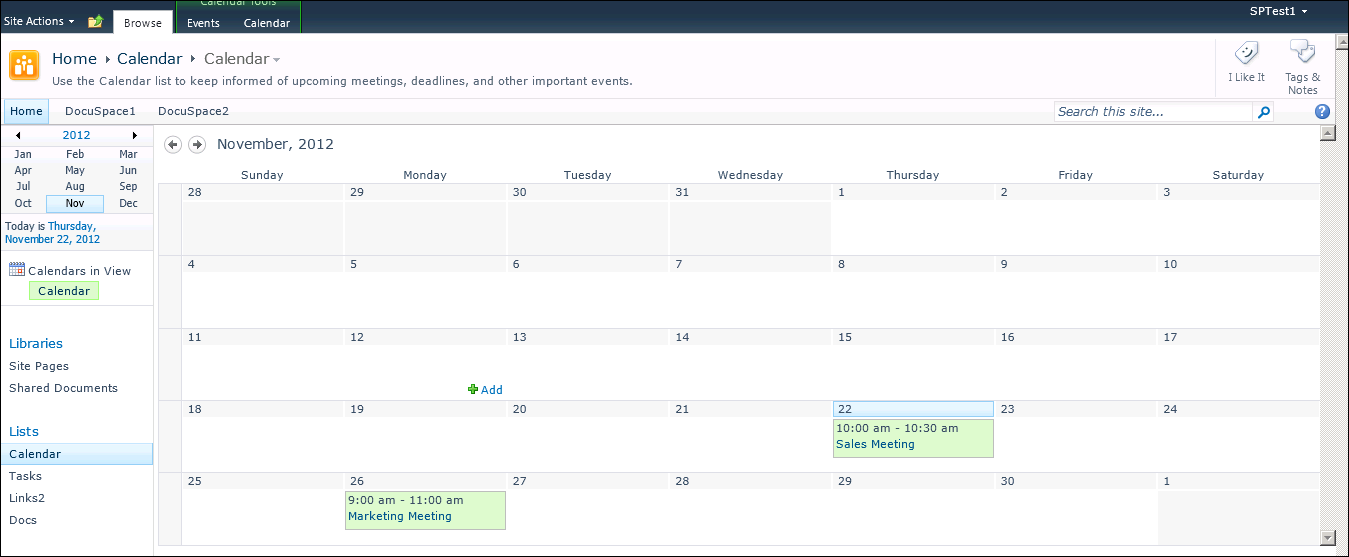 Calendar Tools
Site Actions Browse Events Calendar SPTest1
Home Calendar Calendar
Use the Calendar list to keep informed of upcoming meetings, deadlines, and other important events.
I Like It
Tags & Notes
Home DocuSpace1 DocuSpace2 Search this site... ?
2012
Jan Feb Mar
Apr May Jun
Jul Aug Sep
Oct Nov Dec
Today is Thursday,
November 22, 2012
Calendars in View
Calendar
Libraries
Site Pages
Shared Documents
Lists
Calendar
Tasks
Links2
Docs
November, 2012
Sunday Monday Tuesday Wednesday Thursday Friday Saturday
28 29 30 31 1 2 3
4 5 6 7 8 9 10
11 12 13 14 15 16 17
Add
18 19 20 21 22 23 24
10:00 am - 10:30 am
Sales Meeting
25 26 27 28 29 30 1
9:00 am - 11:00 am
Marketing Meeting